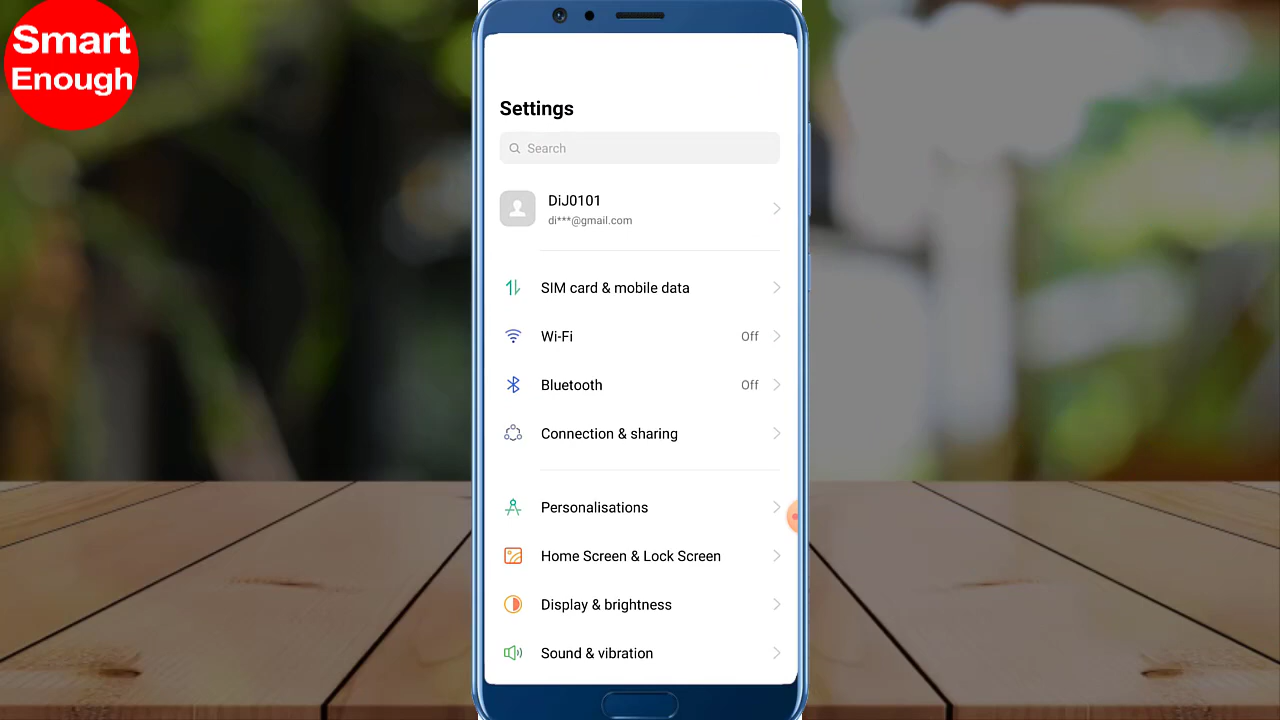 Smart
Enough
Settings
Search
DiJ0101
di***@gmail.com
SIM card & mobile data
Wi-Fi Off
Bluetooth Off
Connection & sharing
Personalisations
Home Screen & Lock Screen
Display & brightness
Sound & vibration